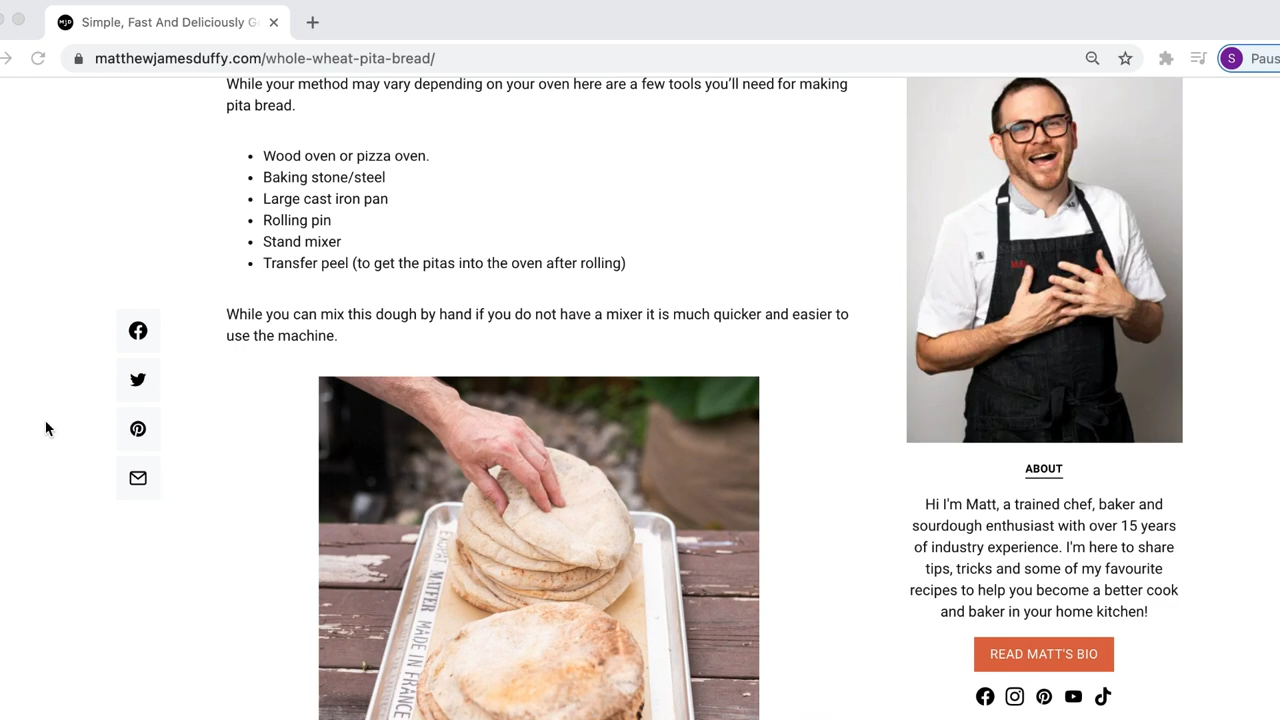 Simple, Fast And Deliciously G
matthewjamesduffy.com/whole-wheat-pita-bread/
S Paus
While your method may vary depending on your oven here are a few tools you'll need for making
pita bread.
• Wood oven or pizza oven.
• Baking stone/steel
• Large cast iron pan
• Rolling pin
• Stand mixer
• Transfer peel (to get the pitas into the oven after rolling)
While you can mix this dough by hand if you do not have a mixer it is much quicker and easier to
use the machine.
MATFER MADE IN FRANCE
ABOUT
Hi I'm Matt, a trained chef, baker and
sourdough enthusiast with over 15 years
of industry experience. I'm here to share
tips, tricks and some of my favourite
recipes to help you become a better cook
and baker in your home kitchen!
READ MATT'S BIO